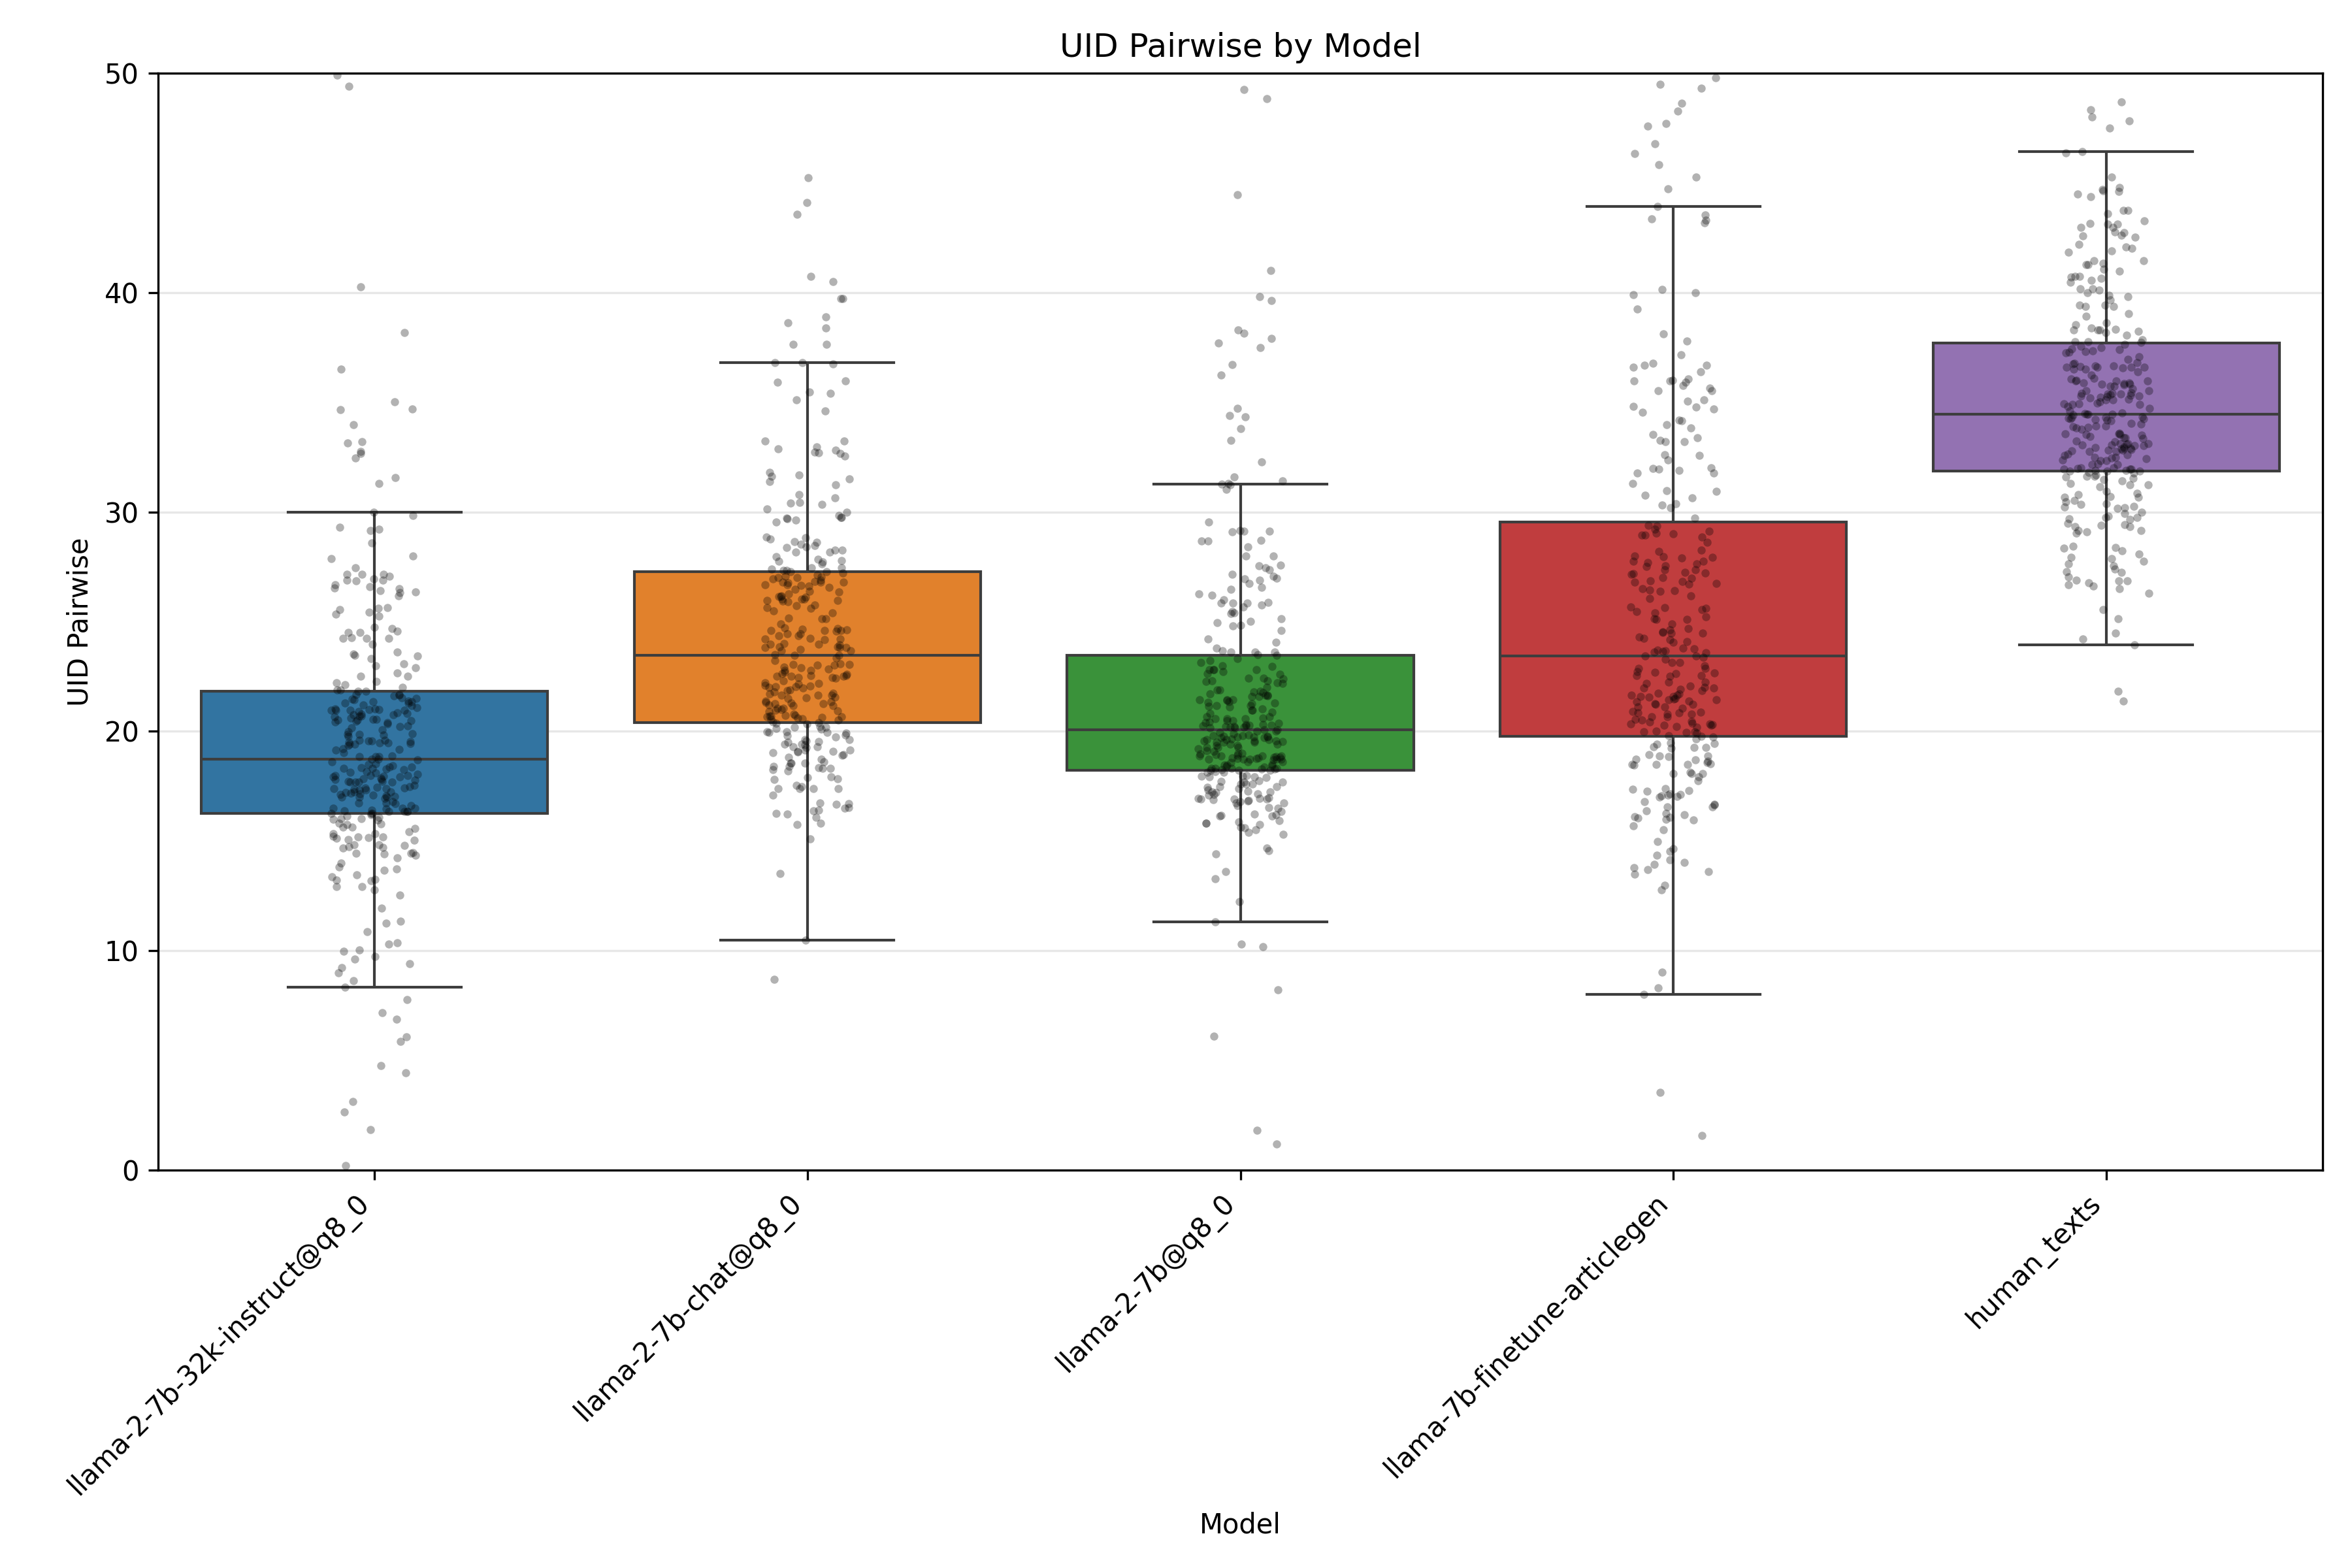 UID Pairwise by Model
UID Pairwise
50
40
30
20
10
0
llama-2-7b-32k-instruct@q8_0
llama-2-7b-chat@q8_0
llama-2-7b@q8_0
llama-7b-finetune-articlegen
human_texts
Model